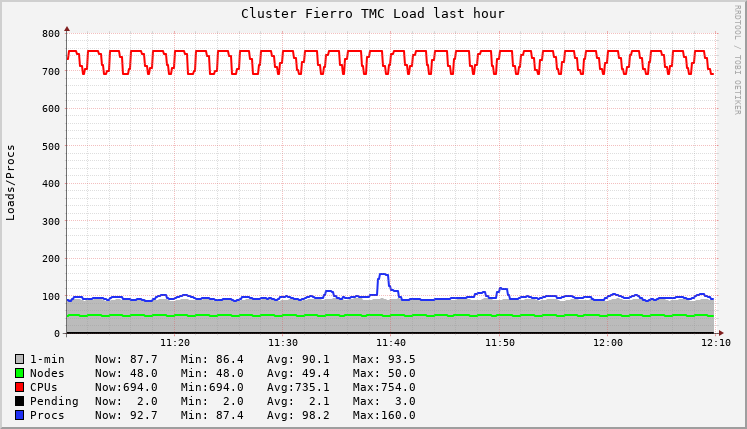 Cluster Fierro TMC Load last hour
RRDTOOL / TOBI OETIKER
Loads/Procs
800
700
600
500
400
300
200
100
0
11:20 11:30 11:40 11:50 12:00 12:10
1-min Now: 87.7 Min: 86.4 Avg: 90.1 Max: 93.5
Nodes Now: 48.0 Min: 48.0 Avg: 49.4 Max: 50.0
CPUs Now:694.0 Min:694.0 Avg:735.1 Max:754.0
Pending Now: 2.0 Min: 2.0 Avg: 2.1 Max: 3.0
Procs Now: 92.7 Min: 87.4 Avg: 98.2 Max:160.0